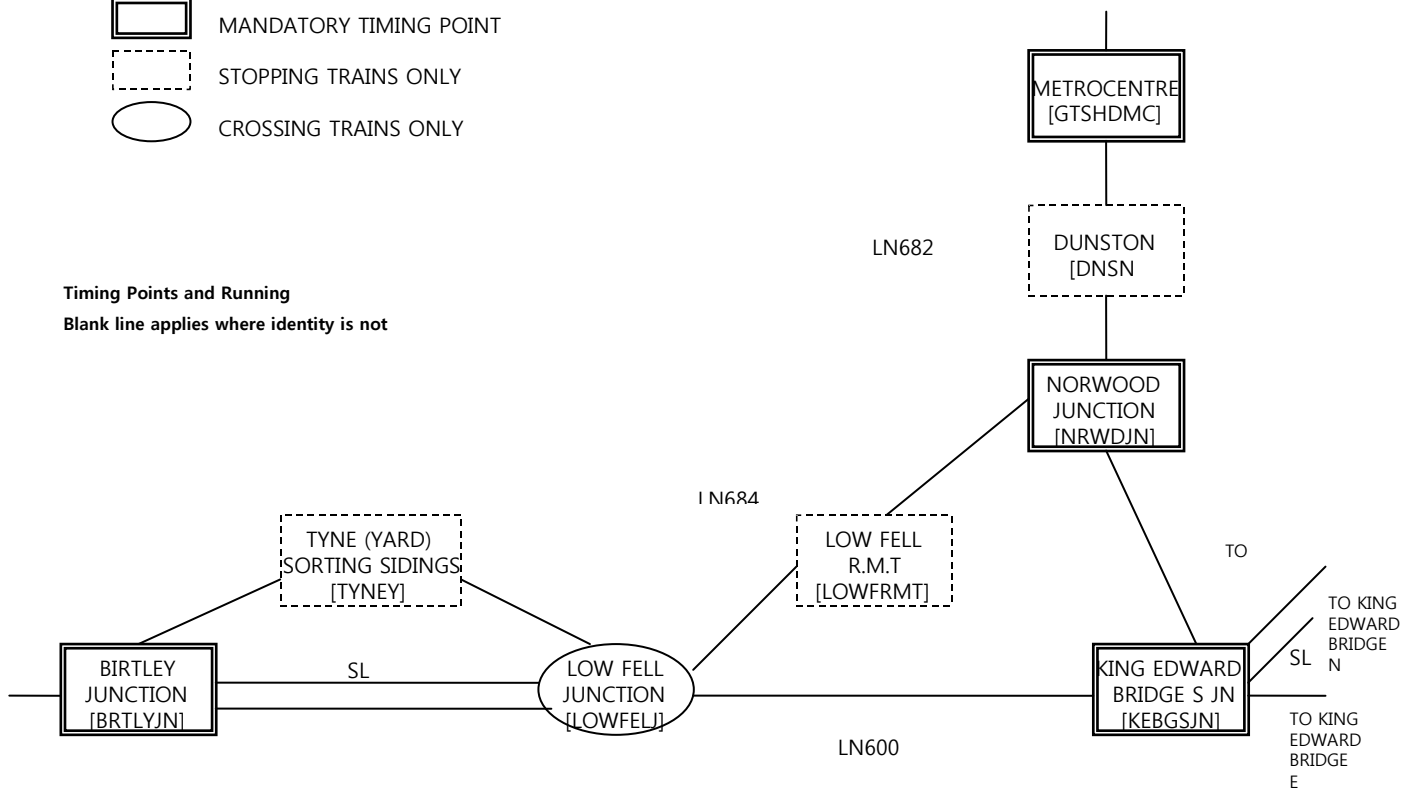 MANDATORY TIMING POINT
STOPPING TRAINS ONLY
CROSSING TRAINS ONLY
METROCENTRE
[GTSHDMC]
LN682
DUNSTON
[DNSN
Timing Points and Running
Blank line applies where identity is not
NORWOOD
JUNCTION
[NRWDJN]
LN684
TYNE (YARD)
SORTING SIDINGS
[TYNEY]
LOW FELL
R.M.T
[LOWFRMT]
TO
TO KING
EDWARD
BRIDGE
N
SL
BIRTLEY
JUNCTION
[BRTLYJN]
SL
LOW FELL
JUNCTION
[LOWFELJ]
KING EDWARD
BRIDGE S JN
[KEBGSJN]
LN600
TO KING
EDWARD
BRIDGE
E